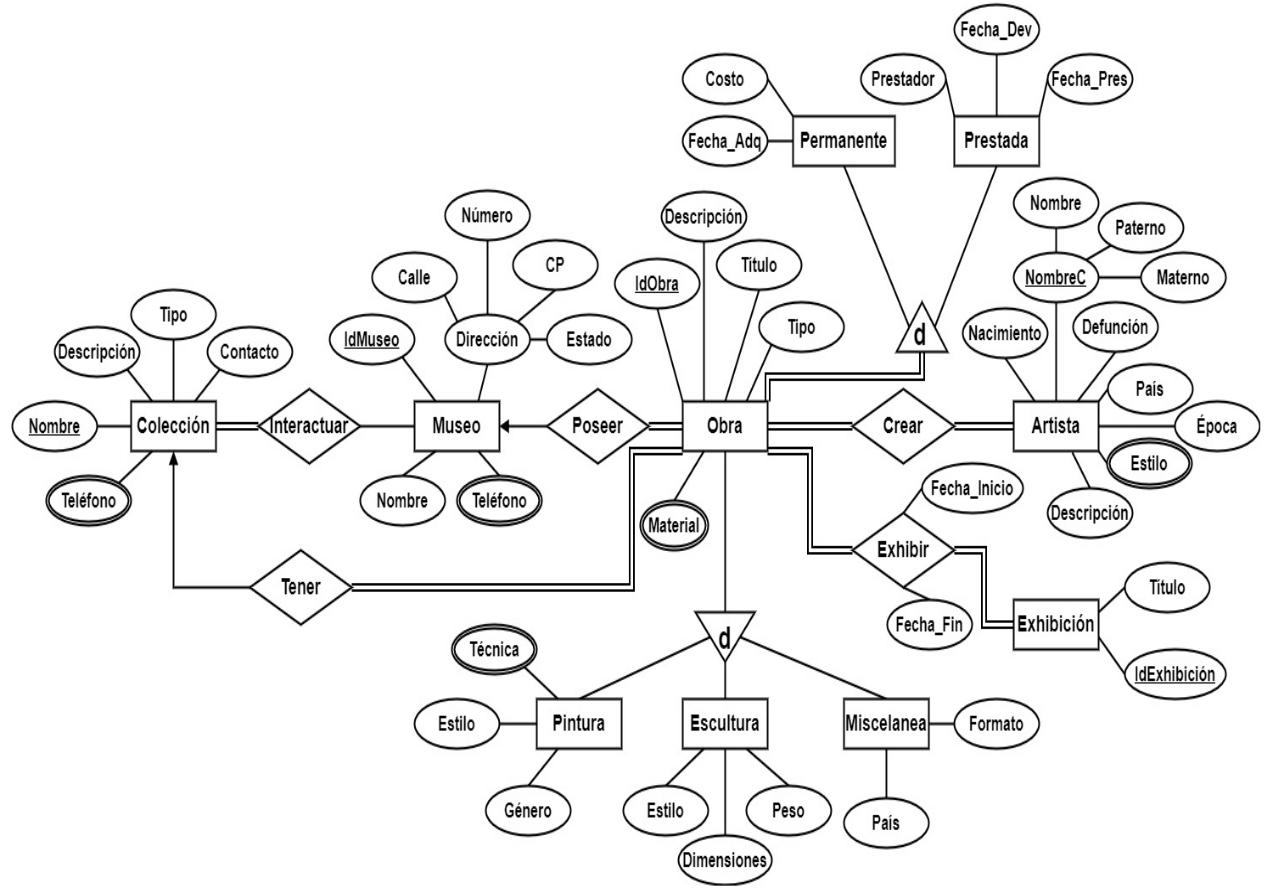 Fecha_Dev
Costo
Prestador
Fecha_Pres
Fecha_Adq
Permanente
Prestada
Nombre
Número
Descripción
Paterno
Calle
CP
IdObra
Título
NombreC
Materno
Tipo
IdMuseo
Dirección
Estado
Tipo
d
Nacimiento
Defunción
Descripción
Contacto
País
Nombre
Colección
Interactuar
Museo
Poseer
Obra
Crear
Artista
Época
Estilo
Teléfono
Nombre
Teléfono
Material
Fecha_Inicio
Descripción
Exhibir
Tener
Título
Fecha_Fin
Exhibición
d
Técnica
IdExhibición
Estilo
Pintura
Escultura
Miscelanea
Formato
Género
Estilo
Peso
País
Dimensiones